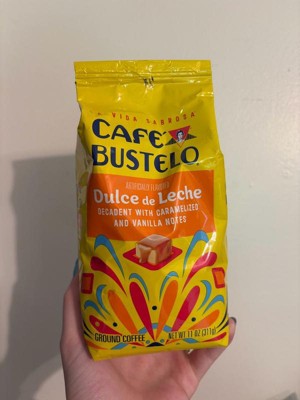 LA VIDA SABROSA
CAFÉ
BUSTELO
ARTIFICIALLY FLAVORED
Dulce de Leche
DECADENT WITH CARAMELIZED
AND VANILLA NOTES
GROUND COFFEE
NET WT 11 OZ (311g)